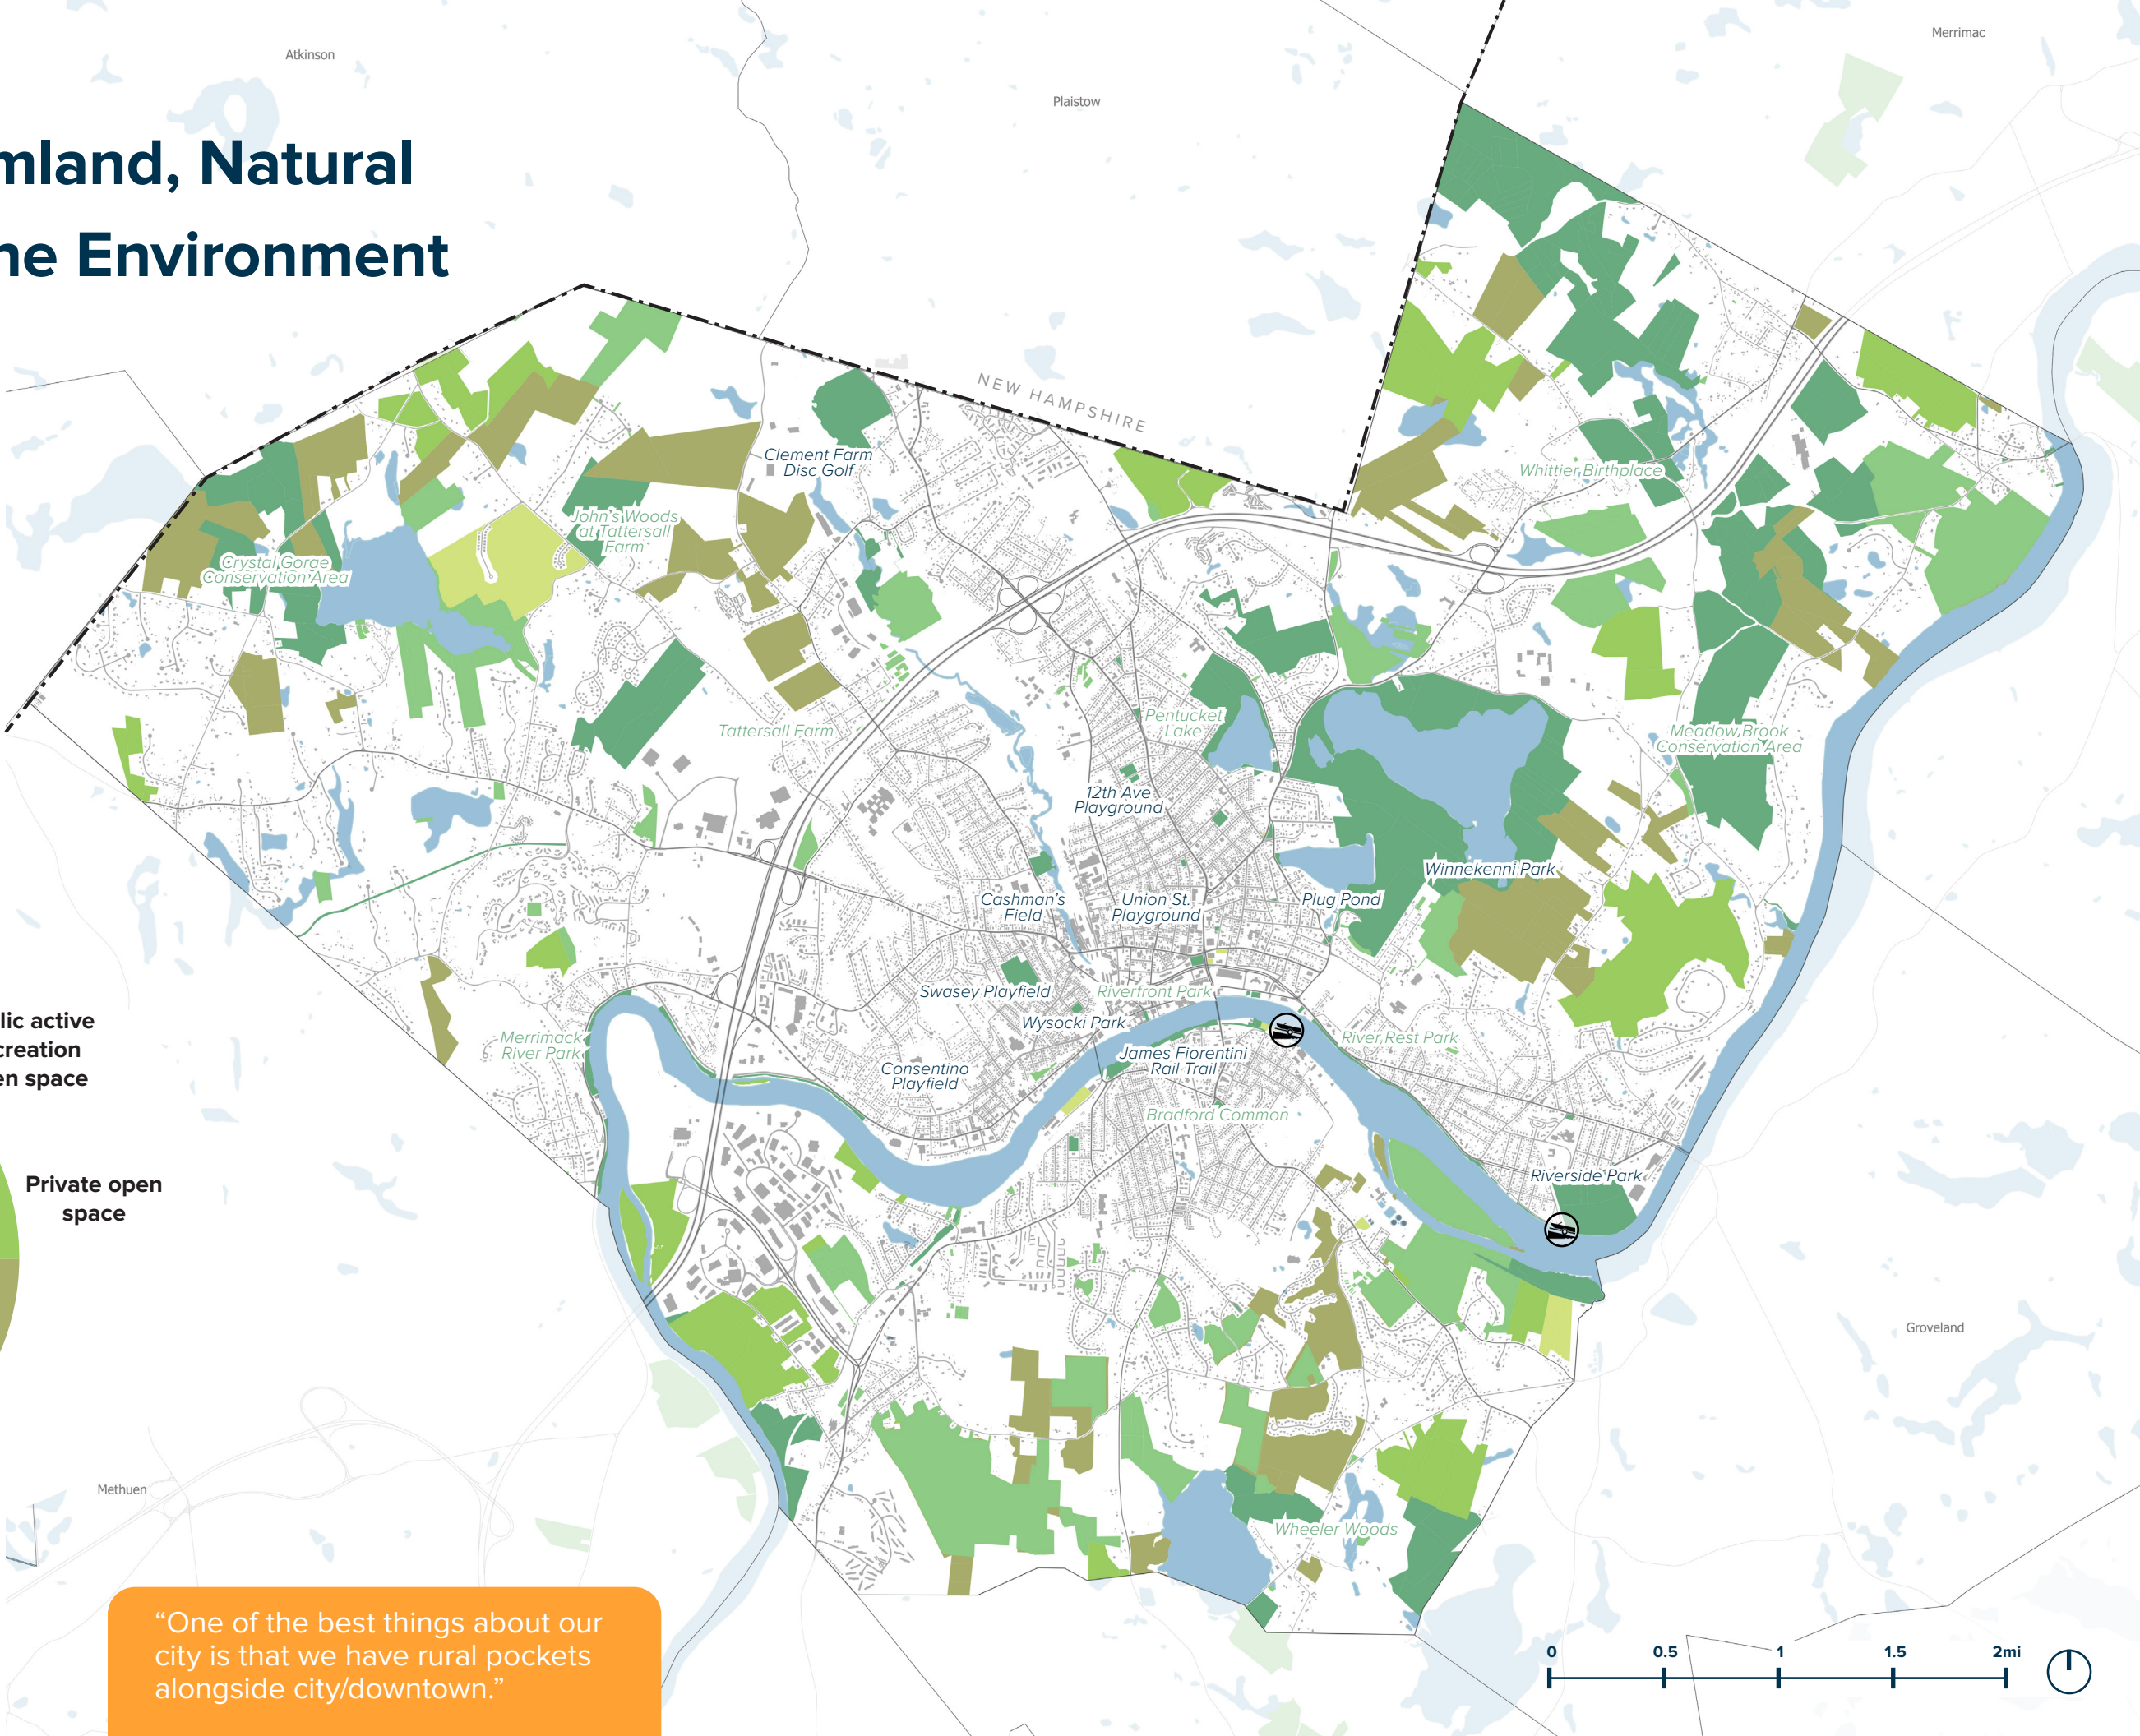 Atkinson
Merrimac
Plaistow
mland, Natural
ne Environment
NEW HAMPSHIRE
Clement Farm
Disc Golf
Whittier Birthplace
John's Woods
at Tattersall
Farm
Crystal Gorge
Conservation Area
Tattersall Farm
Pentucket
Lake
Meadow Brook
Conservation Area
12th Ave
Playground
Winnekenni Park
Cashman's
Field
Union St.
Playground
Plug Pond
Swasey Playfield
Riverfront Park
Wysocki Park
lic active
creation
en space
Merrimack
River Park
River Rest Park
James Fiorentini
Rail Trail
Consentino
Playfield
Bradford Common
Private open
space
Riverside Park
Groveland
Methuen
Wheeler Woods
“One of the best things about our
city is that we have rural pockets
alongside city/downtown.”
0 0.5 1 1.5 2mi